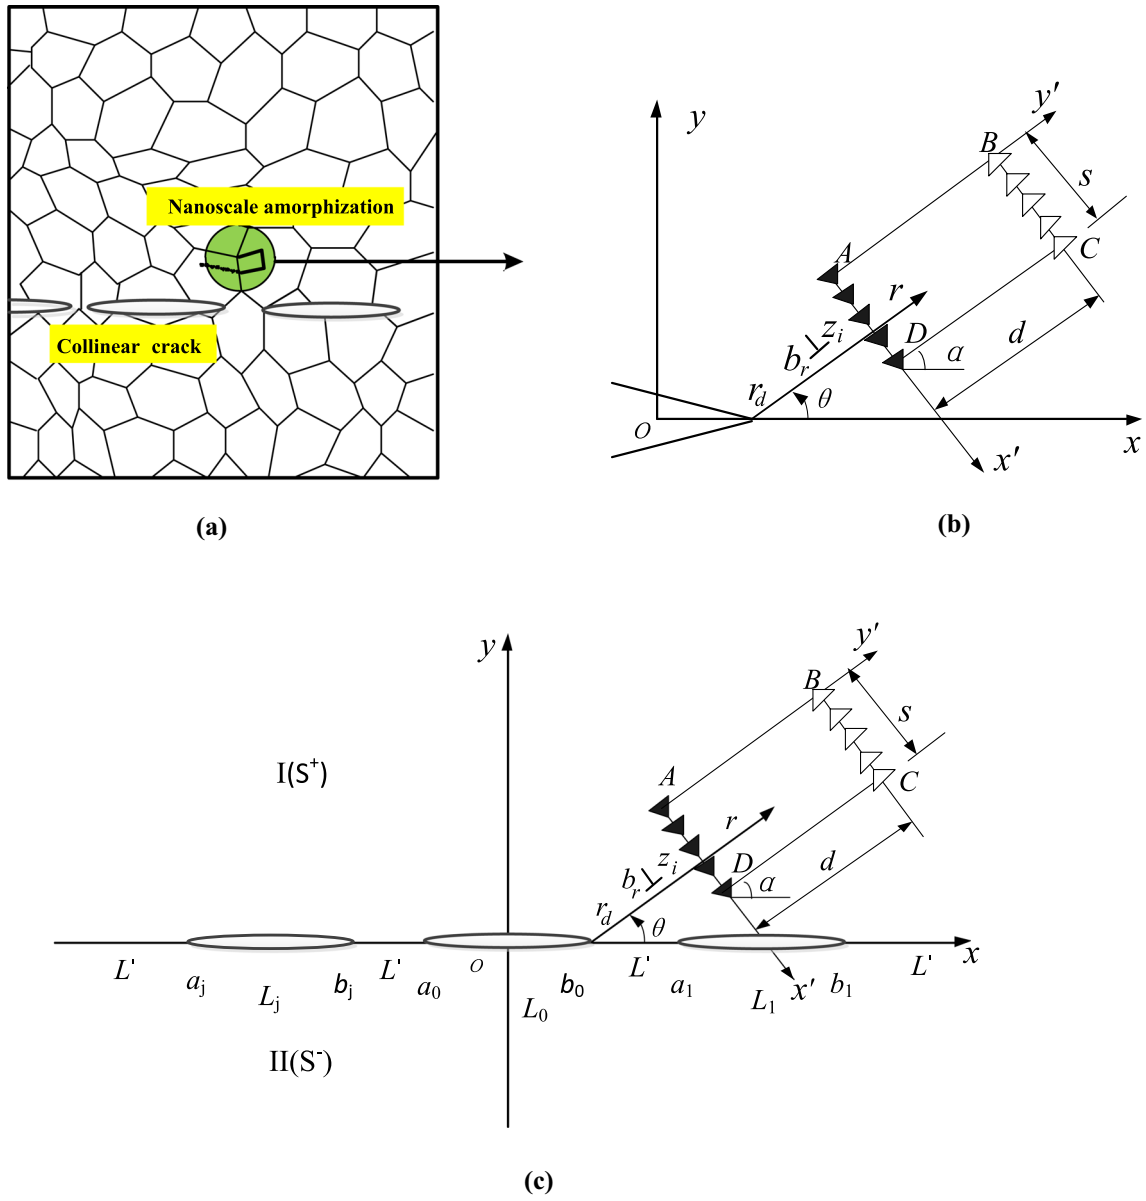 Nanoscale amorphization
Collinear crack
(a)
y
y'
B
s
A
C
r
z_i
D
d
b_r
α
r_d
θ
O
x
x'
(b)
y
y'
B
s
I(S⁺)
A
C
r
d
z_i
D
b_r
α
r_d
θ
x
L' a_j L_j b_j L' a_0 O L_0 b_0 L' a_1 L_1 x' b_1 L'
II(S⁻)
(c)